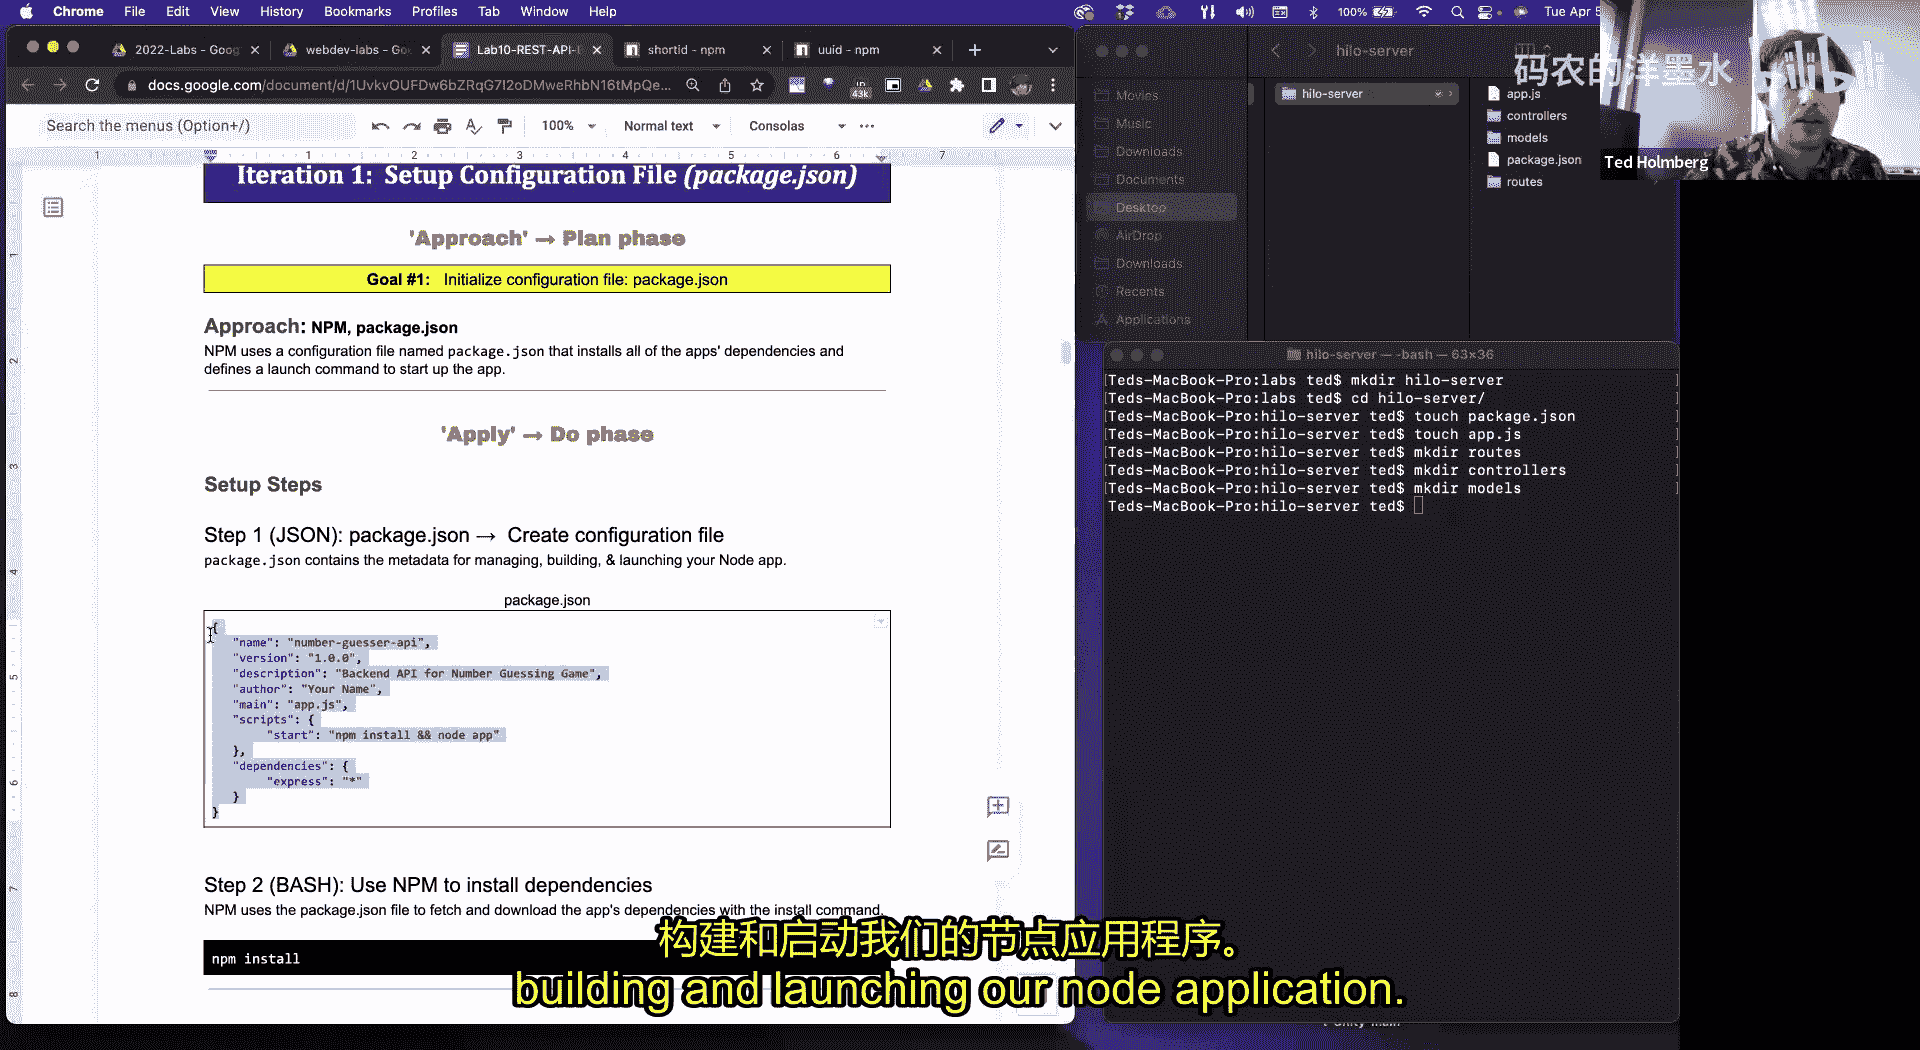 Chrome File Edit View History Bookmarks Profiles Tab Window Help
100% Tue Apr 5
2022-Labs - Goog
webdev-labs - Goo
Lab10-REST-API-
shortid - npm
uuid - npm
docs.google.com/document/d/1UvkvOUFDw6bZRqG7I2oDMweRhbN16tMpQe...
43k
Search the menus (Option+/)
100%
Normal text
Consolas
1 1 2 3 4 5 6 7
Iteration 1: Setup Configuration File (package.json)
'Approach' → Plan phase
Goal #1: Initialize configuration file: package.json
Approach: NPM, package.json
NPM uses a configuration file named package.json that installs all of the apps' dependencies and
defines a launch command to start up the app.
'Apply' → Do phase
Setup Steps
Step 1 (JSON): package.json → Create configuration file
package.json contains the metadata for managing, building, & launching your Node app.
package.json
{
"name": "number-guesser-api",
"version": "1.0.0",
"description": "Backend API for Number Guessing Game",
"author": "Your Name",
"main": "app.js",
"scripts": {
"start": "npm install && node app"
},
"dependencies": {
"express": "*"
}
}
Step 2 (BASH): Use NPM to install dependencies
NPM uses the package.json file to fetch and download the app's dependencies with the install command.
npm install
hilo-server
Movies
Music
Downloads
Documents
Desktop
AirDrop
Downloads
Recents
Applications
hilo-server
app.js
controllers
models
package.json
routes
码农的洋墨水
bilibili
Ted Holmberg
hilo-server — -bash — 63×36
[Teds-MacBook-Pro:labs ted$ mkdir hilo-server ]
[Teds-MacBook-Pro:labs ted$ cd hilo-server/ ]
[Teds-MacBook-Pro:hilo-server ted$ touch package.json ]
[Teds-MacBook-Pro:hilo-server ted$ touch app.js ]
[Teds-MacBook-Pro:hilo-server ted$ mkdir routes ]
[Teds-MacBook-Pro:hilo-server ted$ mkdir controllers ]
[Teds-MacBook-Pro:hilo-server ted$ mkdir models ]
Teds-MacBook-Pro:hilo-server ted$
构建和启动我们的节点应用程序。
building and launching our node application.